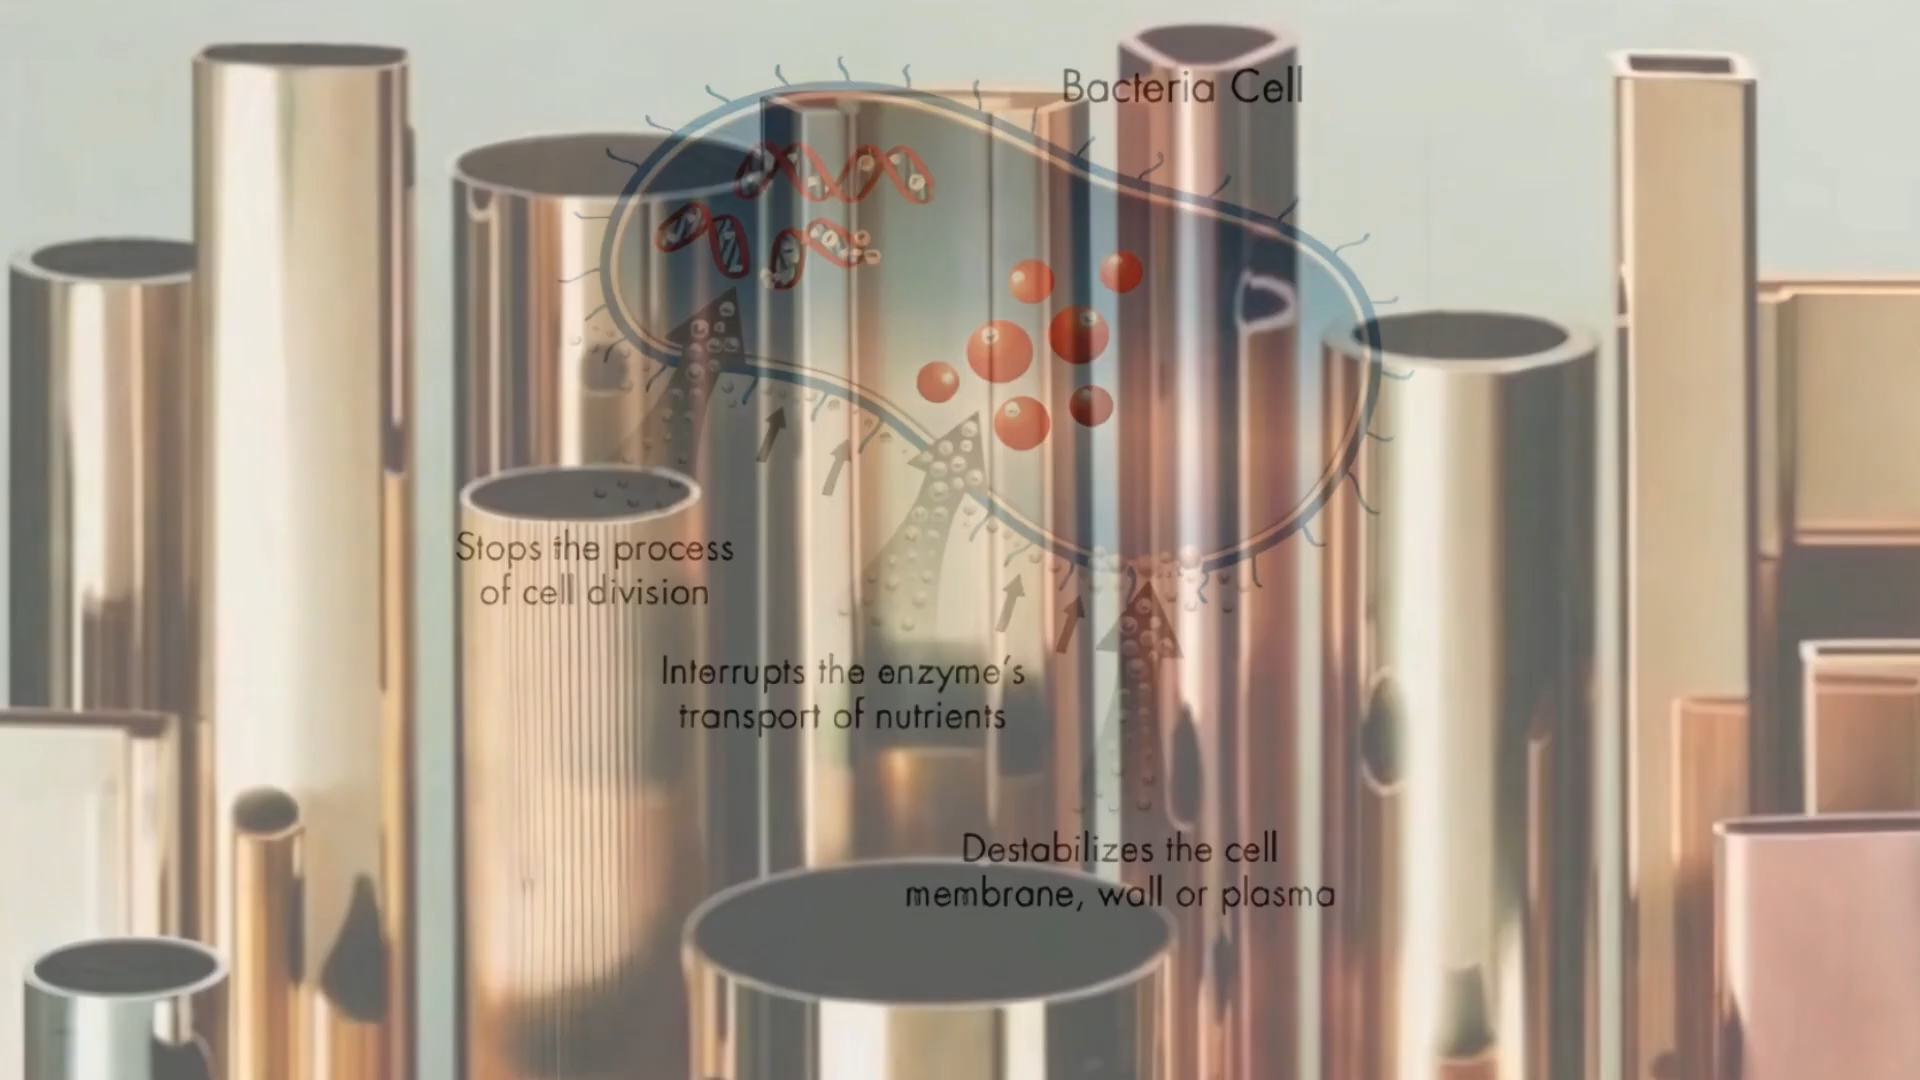 Bacteria Cell
Stops the process
of cell division
Interrupts the enzyme's
transport of nutrients
Destabilizes the cell
membrane, wall or plasma